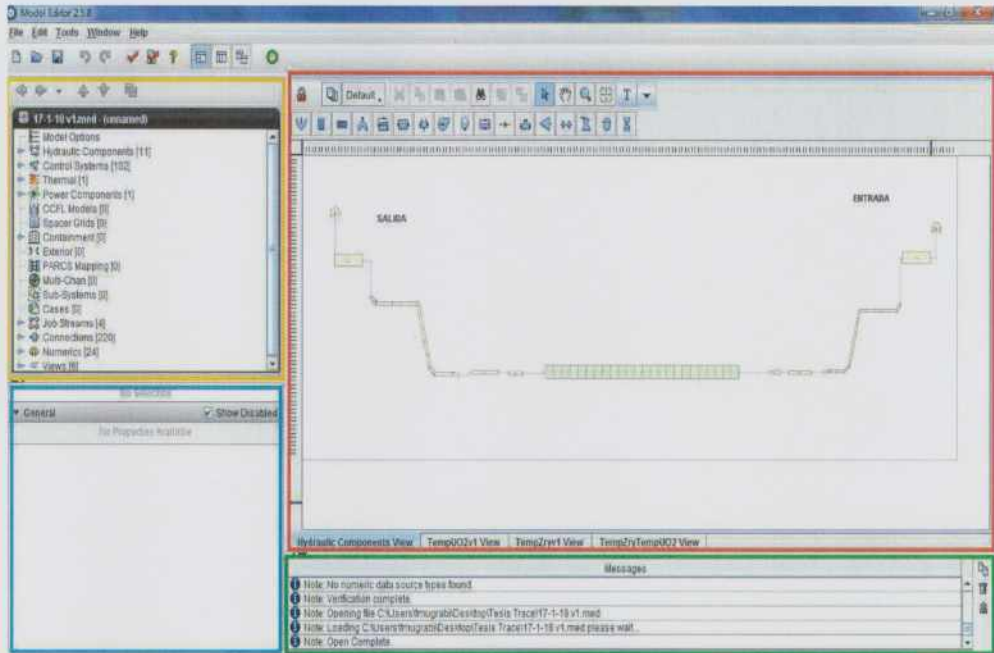 Model Editor 2.5.8
File Edit Tools Window Help
Default
17-1-18 v1.med - (unnamed)
Model Options
Hydraulic Components [11]
Control Systems [102]
Thermal [1]
Power Components [1]
CCFL Models [0]
Spacer Grids [0]
Containment [0]
Exterior [0]
PARCS Mapping [0]
Multi-Chan [0]
Sub-Systems [0]
Cases [0]
Job Streams [4]
Connections [220]
Numerics [24]
Views [6]
No Selection
General
Show Disabled
No Properties Available
SALIDA
ENTRADA
Hydraulic Components View
TempUO2v1 View
TempZryv1 View
TempZryTempUO2 View
Messages
Note: No numeric data source types found.
Note: Verification complete.
Note: Opening file C:\Users\fmugrabi\Desktop\Tesis Trace\17-1-18 v1.med
Note: Loading C:\Users\fmugrabi\Desktop\Tesis Trace\17-1-18 v1.med please wait...
Note: Open Complete.